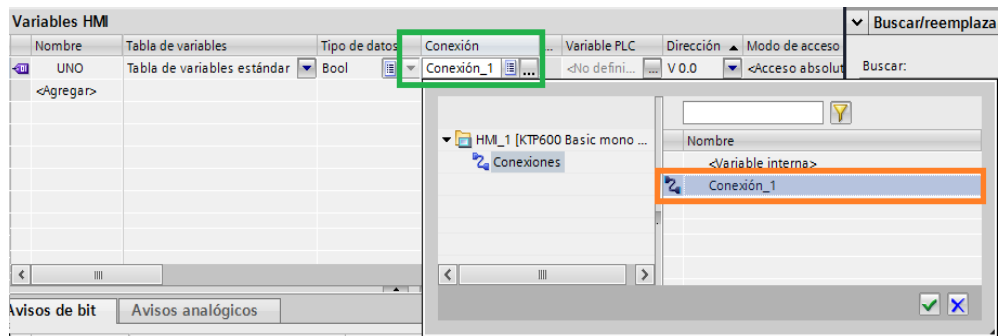 Variables HMI
Buscar/reemplaza
Nombre Tabla de variables Tipo de datos Conexión ... Variable PLC Dirección Modo de acceso
UNO Tabla de variables estándar Bool Conexión_1 ... <No defini... ... V 0.0 <Acceso absolut
Buscar:
<Agregar>
HMI_1 [KTP600 Basic mono ...
Nombre
Conexiones
<Variable interna>
Conexión_1
Avisos de bit Avisos analógicos